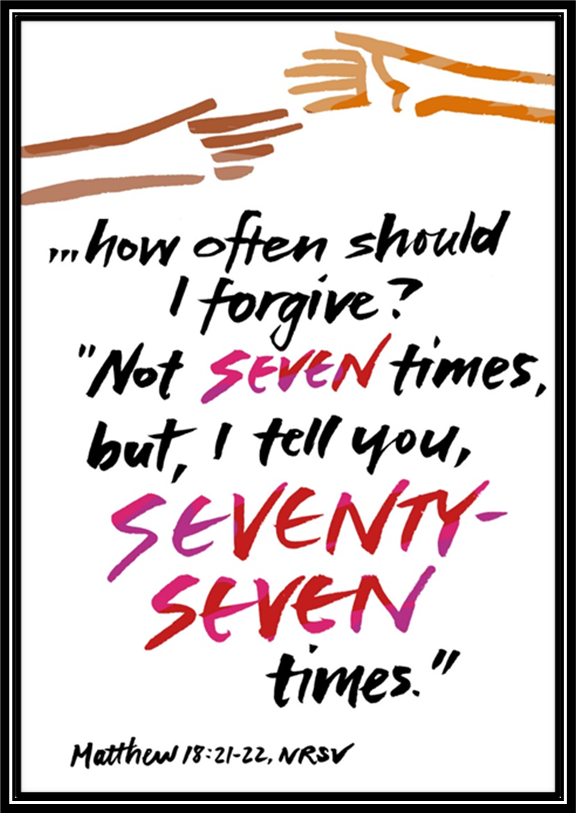 ...how often should
I forgive?
"Not SEVEN times,
but, I tell you,
SEVENTY-
SEVEN
times."
Matthew 18:21-22, NRSV